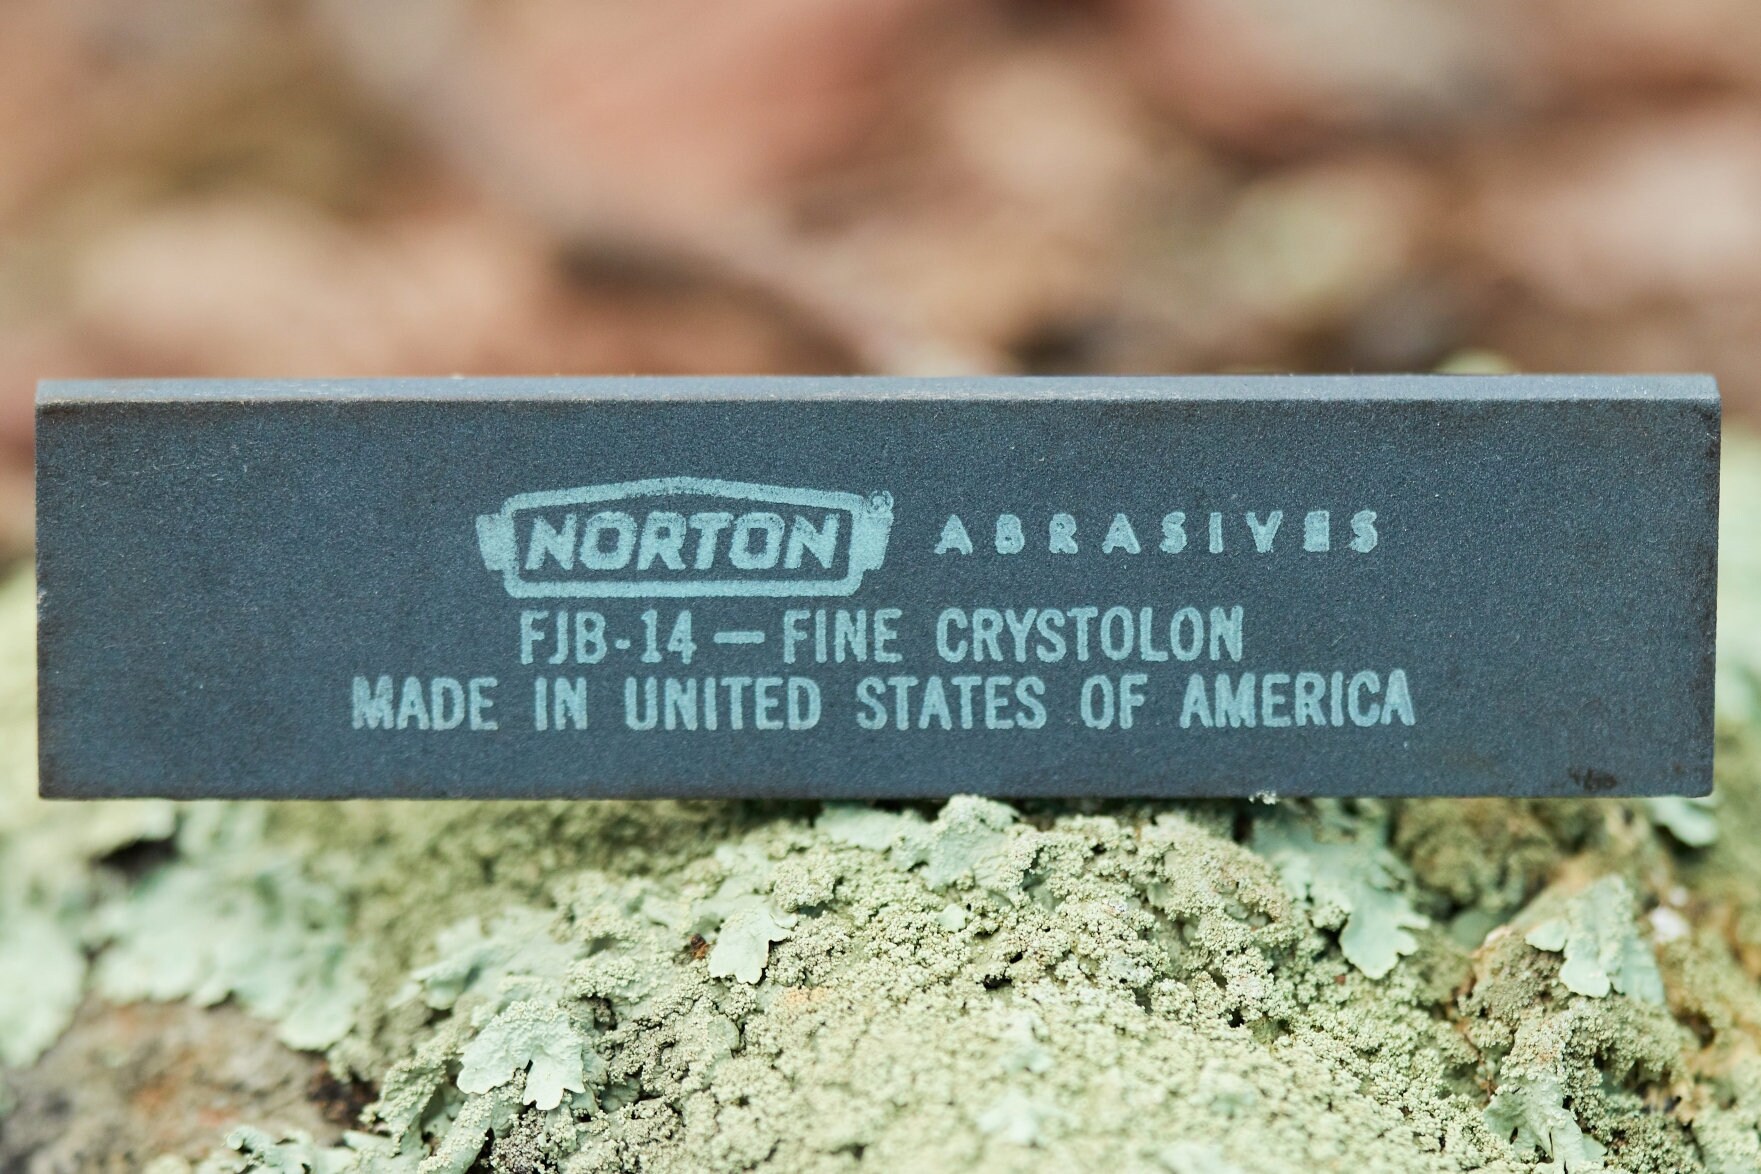 NORTON ABRASIVES
FJB-14 — FINE CRYSTOLON
MADE IN UNITED STATES OF AMERICA